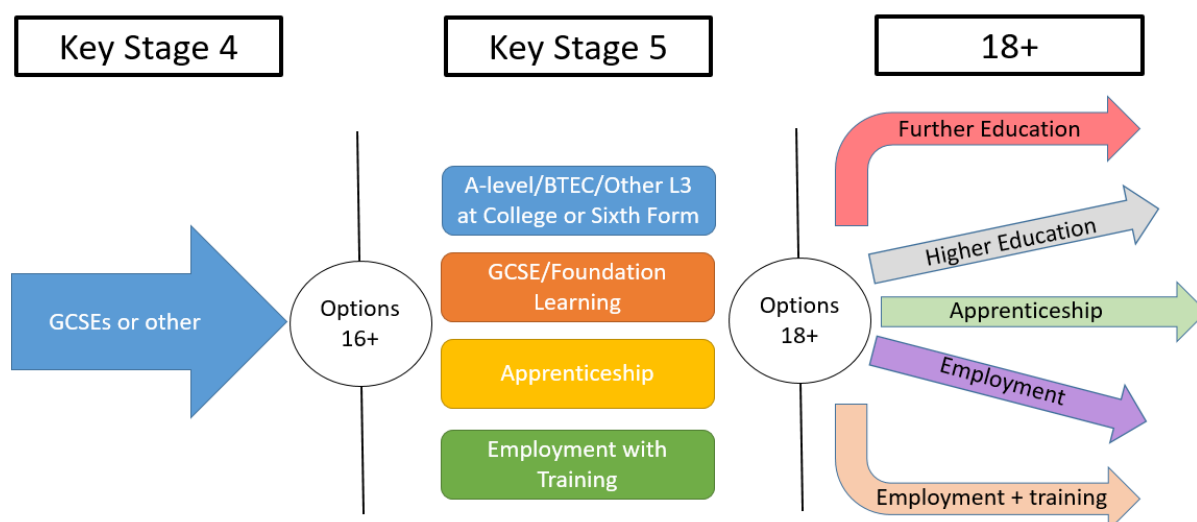 Key Stage 4
Key Stage 5
18+
GCSEs or other
Options
16+
A-level/BTEC/Other L3
at College or Sixth Form
GCSE/Foundation
Learning
Apprenticeship
Employment with
Training
Options
18+
Further Education
Higher Education
Apprenticeship
Employment
Employment + training